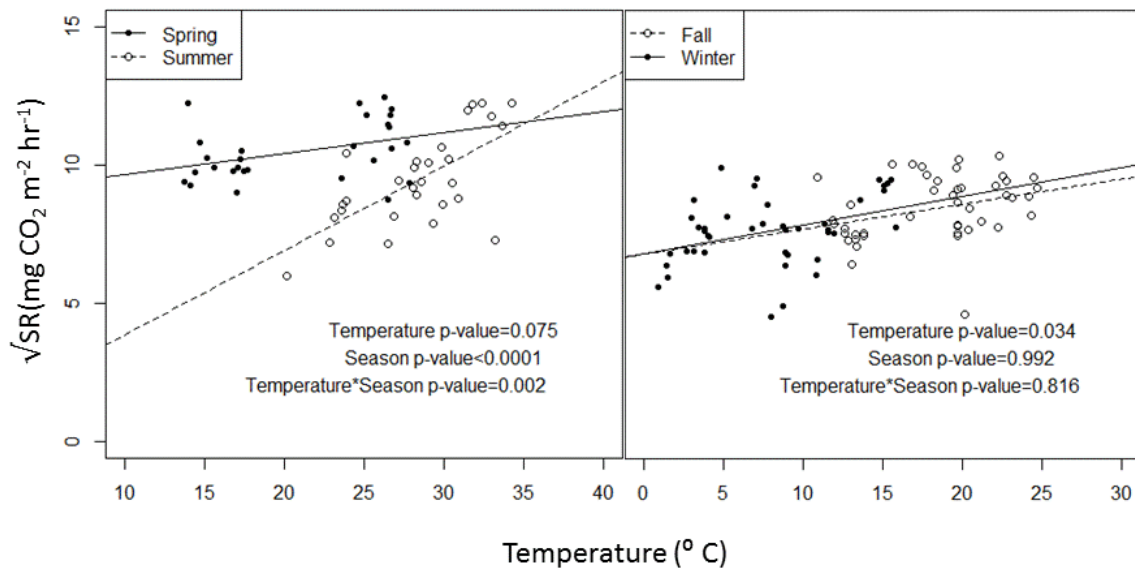 Spring
Summer
Fall
Winter
15
10
5
0
√SR(mg CO₂ m⁻² hr⁻¹)
Temperature p-value=0.075
Season p-value<0.0001
Temperature*Season p-value=0.002
Temperature p-value=0.034
Season p-value=0.992
Temperature*Season p-value=0.816
10 15 20 25 30 35 40
0 5 10 15 20 25 30
Temperature (⁰ C)